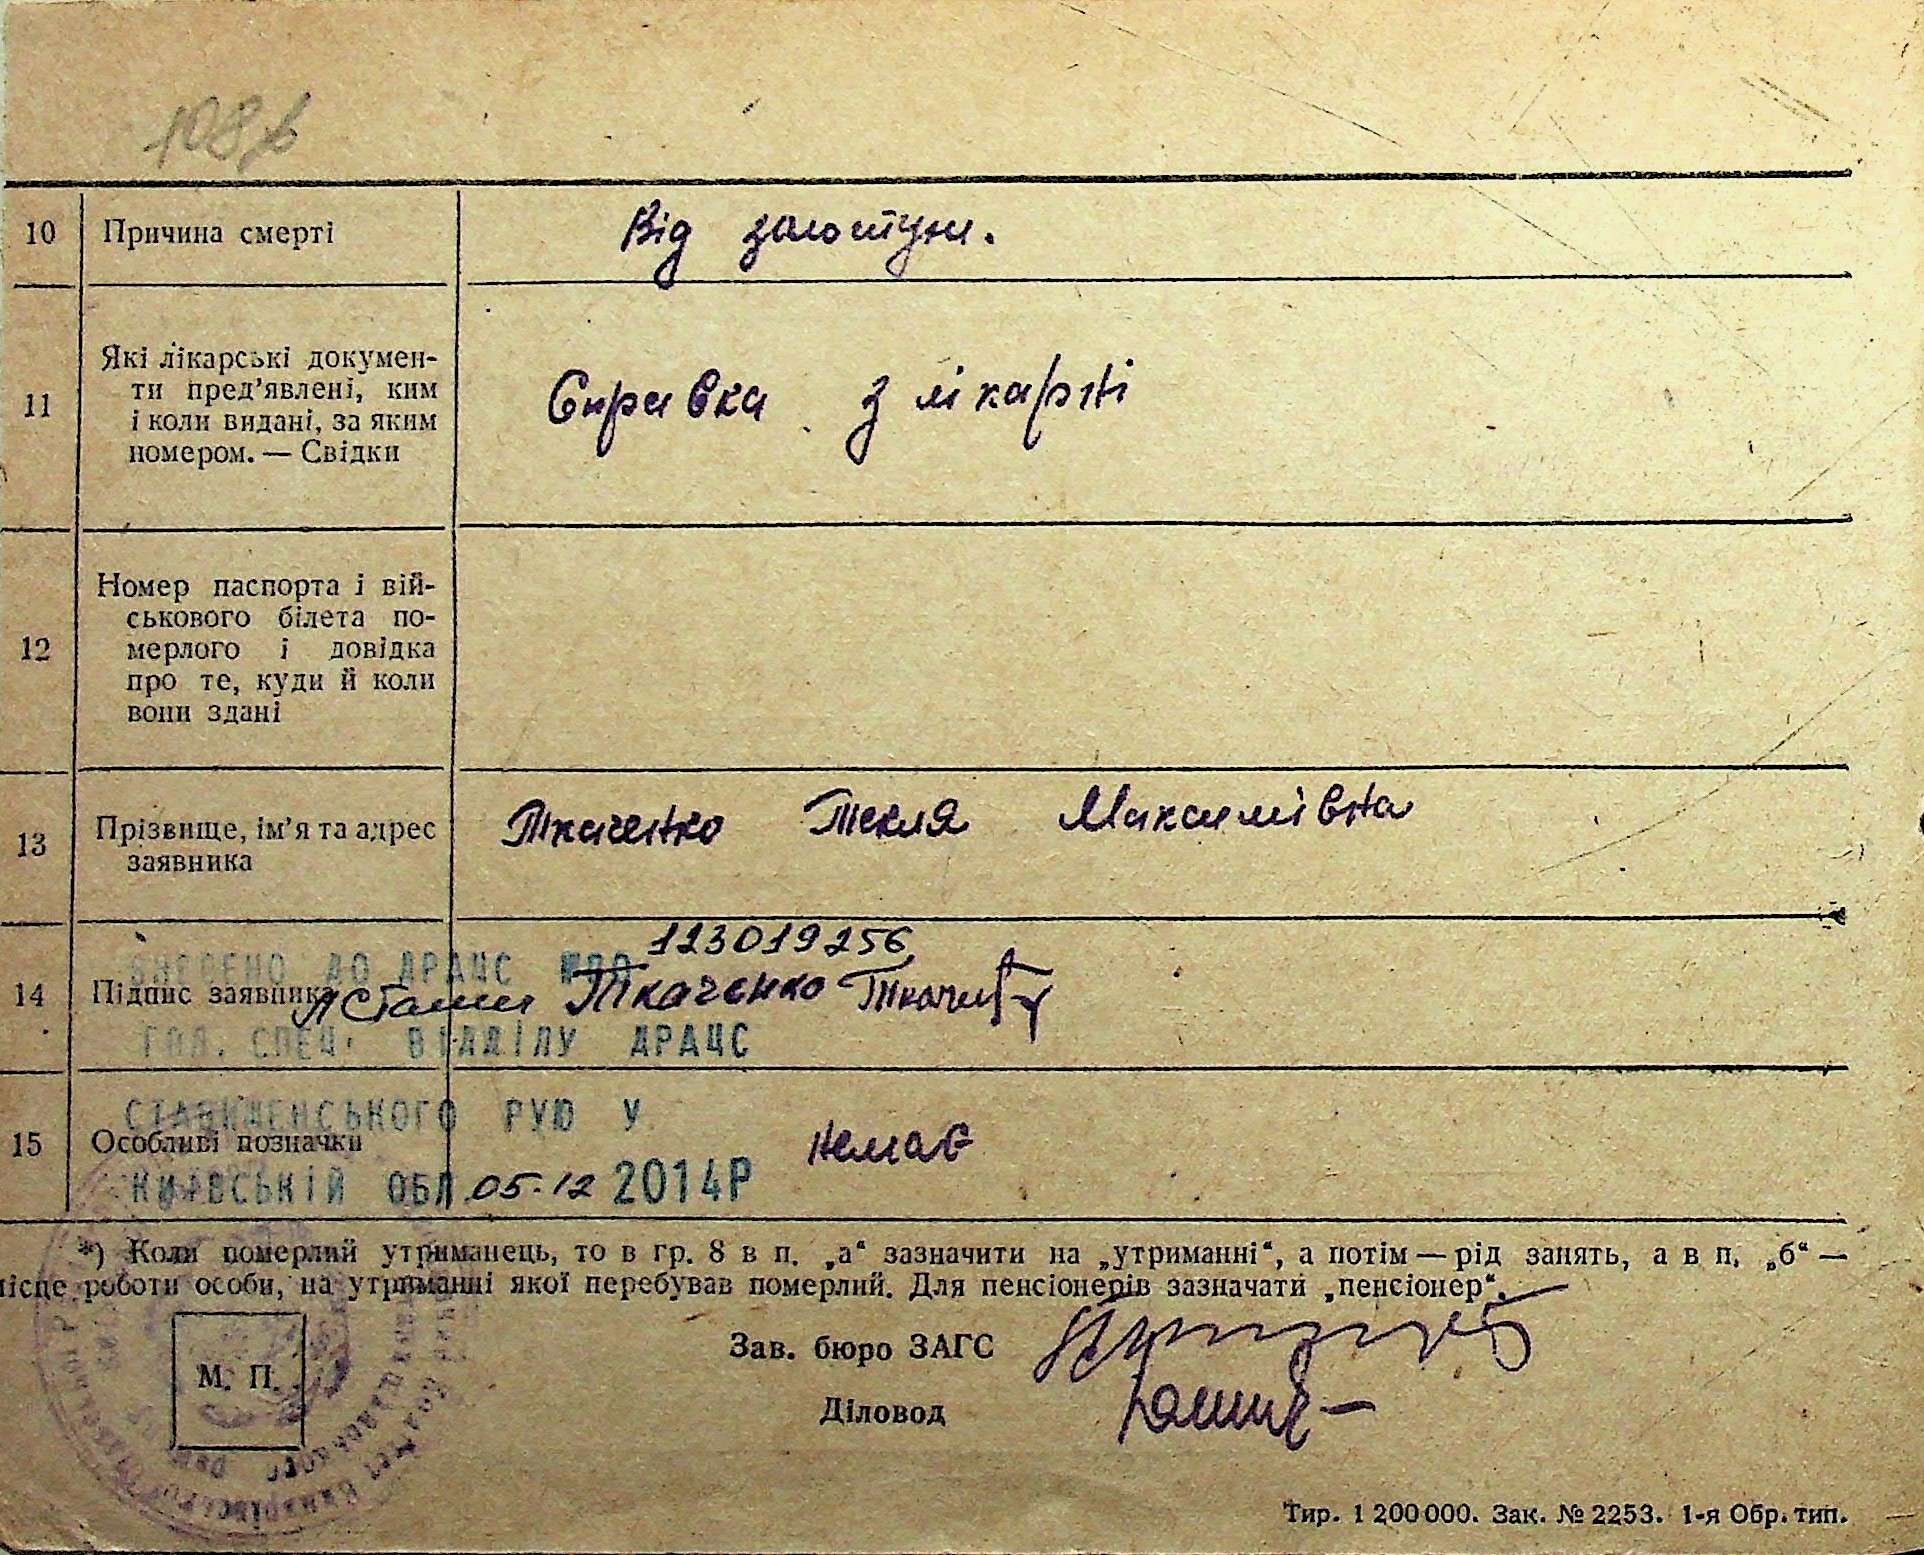 108
10 Причина смерті Від золотухи.
11 Які лікарські докумен-
ти пред’явлені, ким
і коли видані, за яким
номером. — Свідки
Справка з лікарні
12 Номер паспорта і вій-
ськового білета по-
мерлого і довідка
про те, куди й коли
вони здані
13 Прізвище, ім’я та адрес
заявника
Ткаченко Текля Максимівна
123019256
ВНЕСЕНО ДО ДРАЦС
14 Підпис заявника Ткаченко
ГОЛ. СПЕЦ. ВІДДІЛУ ДРАЦС
СТАВИЩЕНСЬКОГО РУЮ У
15 Особливі позначки Немає
КИЇВСЬКІЙ ОБЛ. 05.12 2014Р
*) Коли померлий утриманець, то в гр. 8 в п. „а“ зазначити на „утриманні“, а потім — рід занять, а в п. „б“ —
місце роботи особи, на утриманні якої перебував померлий. Для пенсіонерів зазначати „пенсіонер“.
Зав. бюро ЗАГС
М. П.
Діловод
Тир. 1 200 000. Зак. № 2253. 1-я Обр. тип.